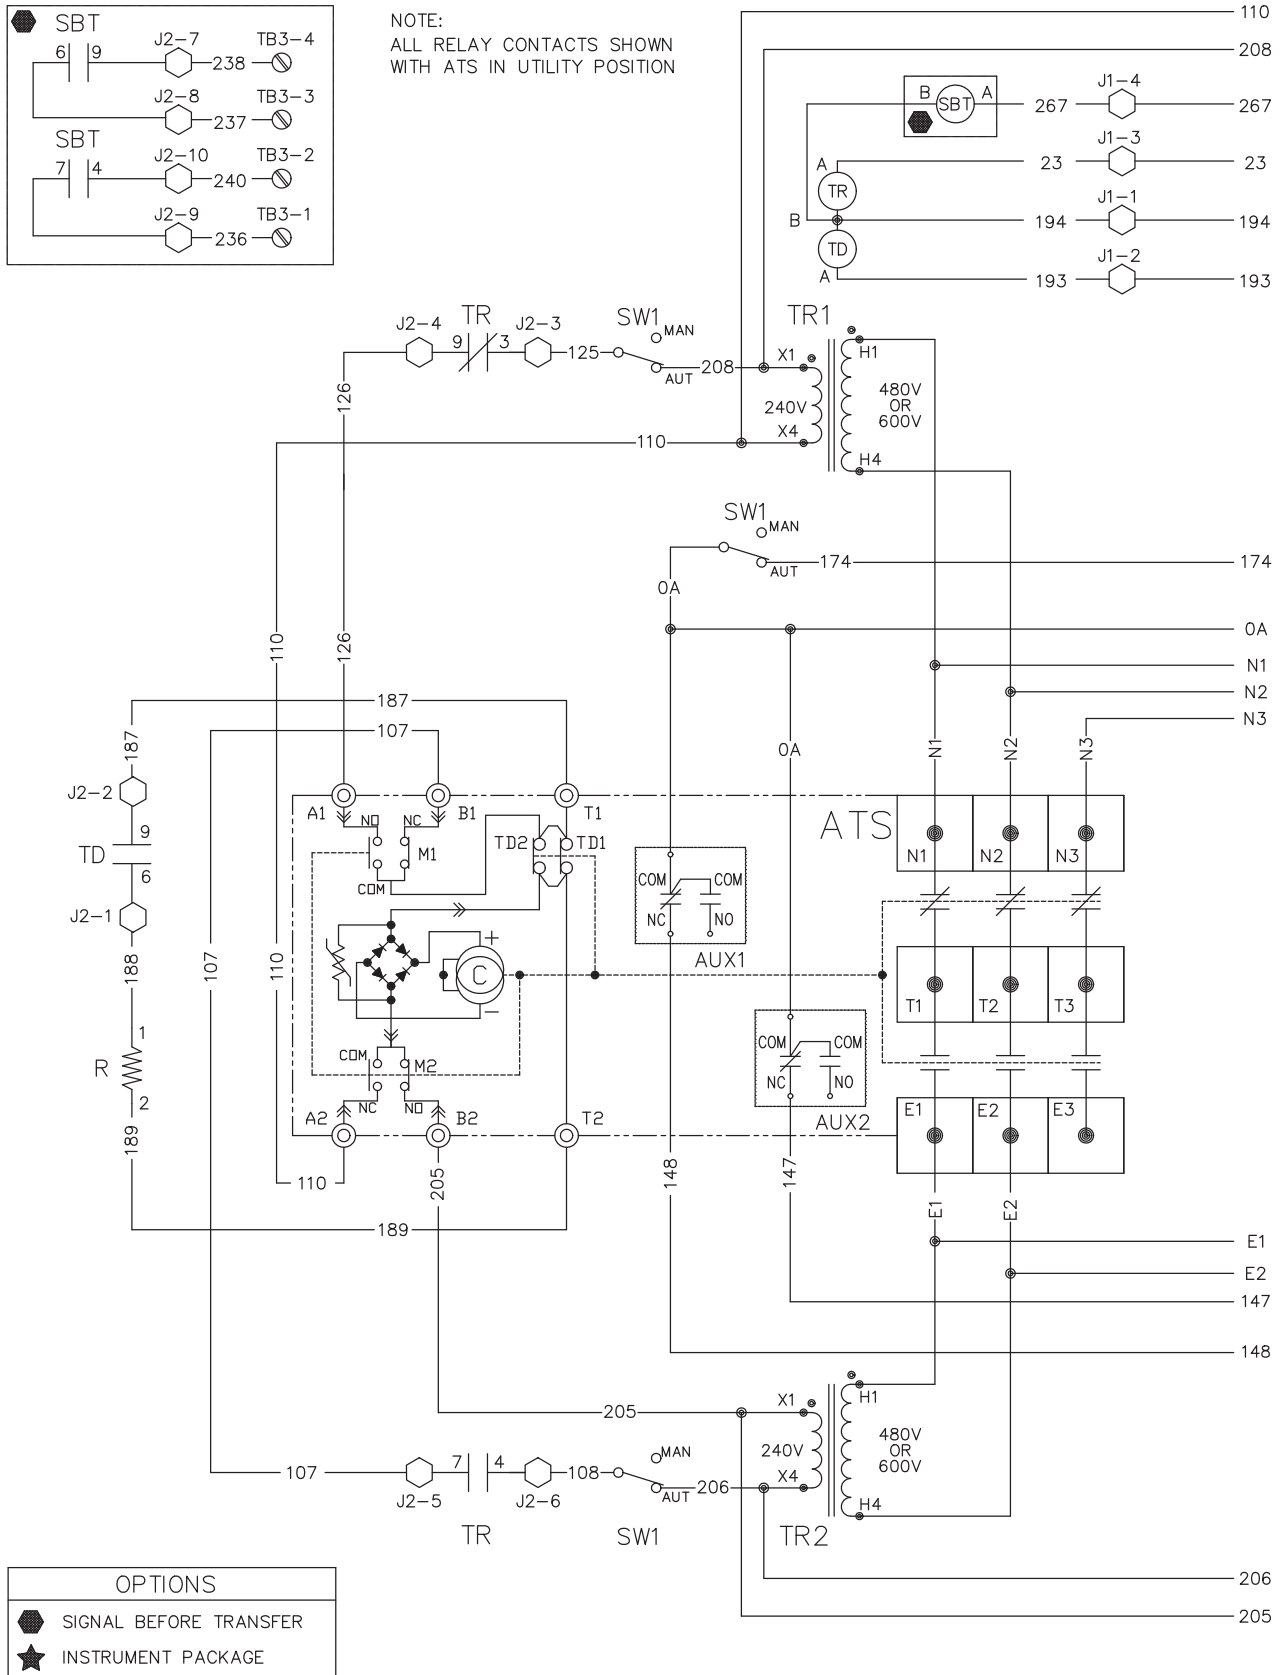 SBT
6 9 J2-7 238 TB3-4
J2-8 237 TB3-3
SBT
7 4 J2-10 240 TB3-2
J2-9 236 TB3-1
NOTE:
ALL RELAY CONTACTS SHOWN
WITH ATS IN UTILITY POSITION
110
208
B SBT A 267 J1-4 267
A 23 J1-3 23
TR
B 194 J1-1 194
TD
A 193 J1-2 193
J2-4 9 TR 3 J2-3 125 SW1 MAN
AUT 208
TR1
X1 H1
240V 480V
OR
600V
X4 H4
126
110
SW1 MAN
AUT 174 174
0A
0A
N1
N2
N3
110
126
187
107
187
0A
N1 N2 N3
J2-2
9
TD
6
J2-1
188
1
R
2
189
107
110
A1 NO NC B1 T1
M1
COM
TD2 TD1
ATS
N1 N2 N3
COM COM
NC NO
AUX1
+
C
-
T1 T2 T3
COM COM
NC NO
AUX2
COM
M2
NC NO
A2 B2 T2
E1 E2 E3
110
205
148
147
189
E1 E2
E1
E2
147
148
205
X1 H1
240V 480V
OR
600V
X4 H4
107 J2-5 7 4 J2-6 108 MAN
AUT 206
TR SW1 TR2
206
205
OPTIONS
SIGNAL BEFORE TRANSFER
INSTRUMENT PACKAGE